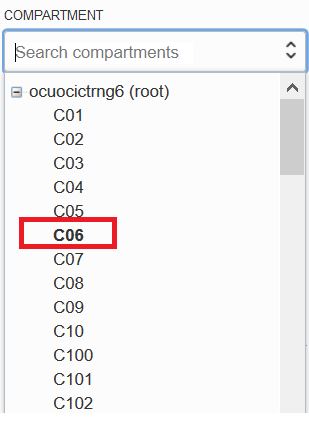 COMPARTMENT
Search compartments
ocuocictrng6 (root)
C01
C02
C03
C04
C05
C06
C07
C08
C09
C10
C100
C101
C102